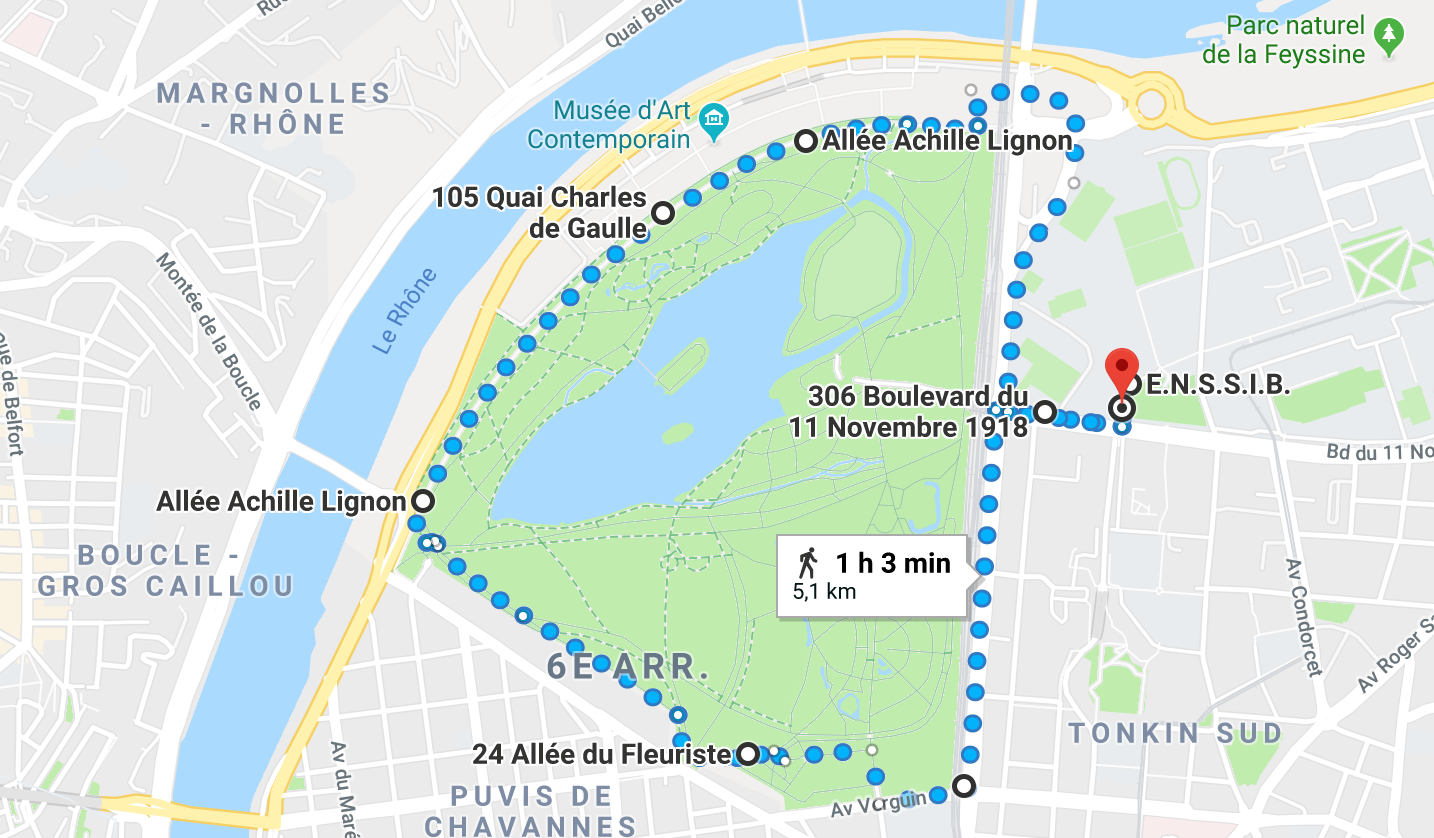 Parc naturel
de la Feyssine
Quai Bello
MARGNOLLES
- RHÔNE
Musée d'Art
Contemporain
Allée Achille Lignon
105 Quai Charles
de Gaulle
Montée de la Boucle
Le Rhône
que de Belfort
E.N.S.S.I.B.
306 Boulevard du
11 Novembre 1918
Bd du 11 No
Allée Achille Lignon
BOUCLE -
GROS CAILLOU
1 h 3 min
5,1 km
Av Condorcet
Av Roger Sa
6E ARR.
TONKIN SUD
24 Allée du Fleuriste
Av du Maré
PUVIS DE
CHAVANNES
Av Verguin